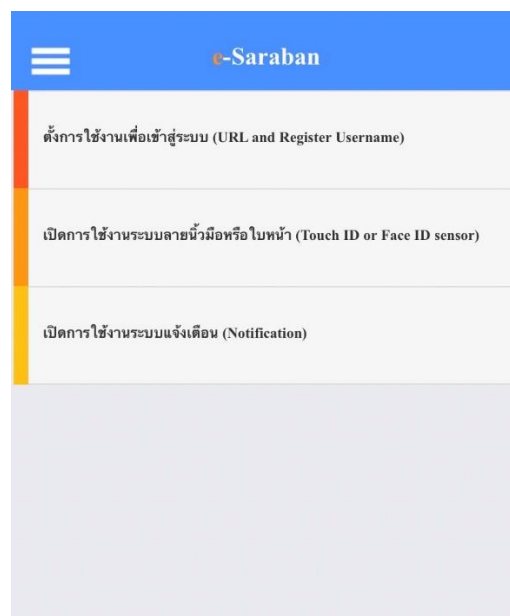 e-Saraban
ตั้งการใช้งานเพื่อเข้าสู่ระบบ (URL and Register Username)
เปิดการใช้งานระบบลายนิ้วมือหรือใบหน้า (Touch ID or Face ID sensor)
เปิดการใช้งานระบบแจ้งเตือน (Notification)